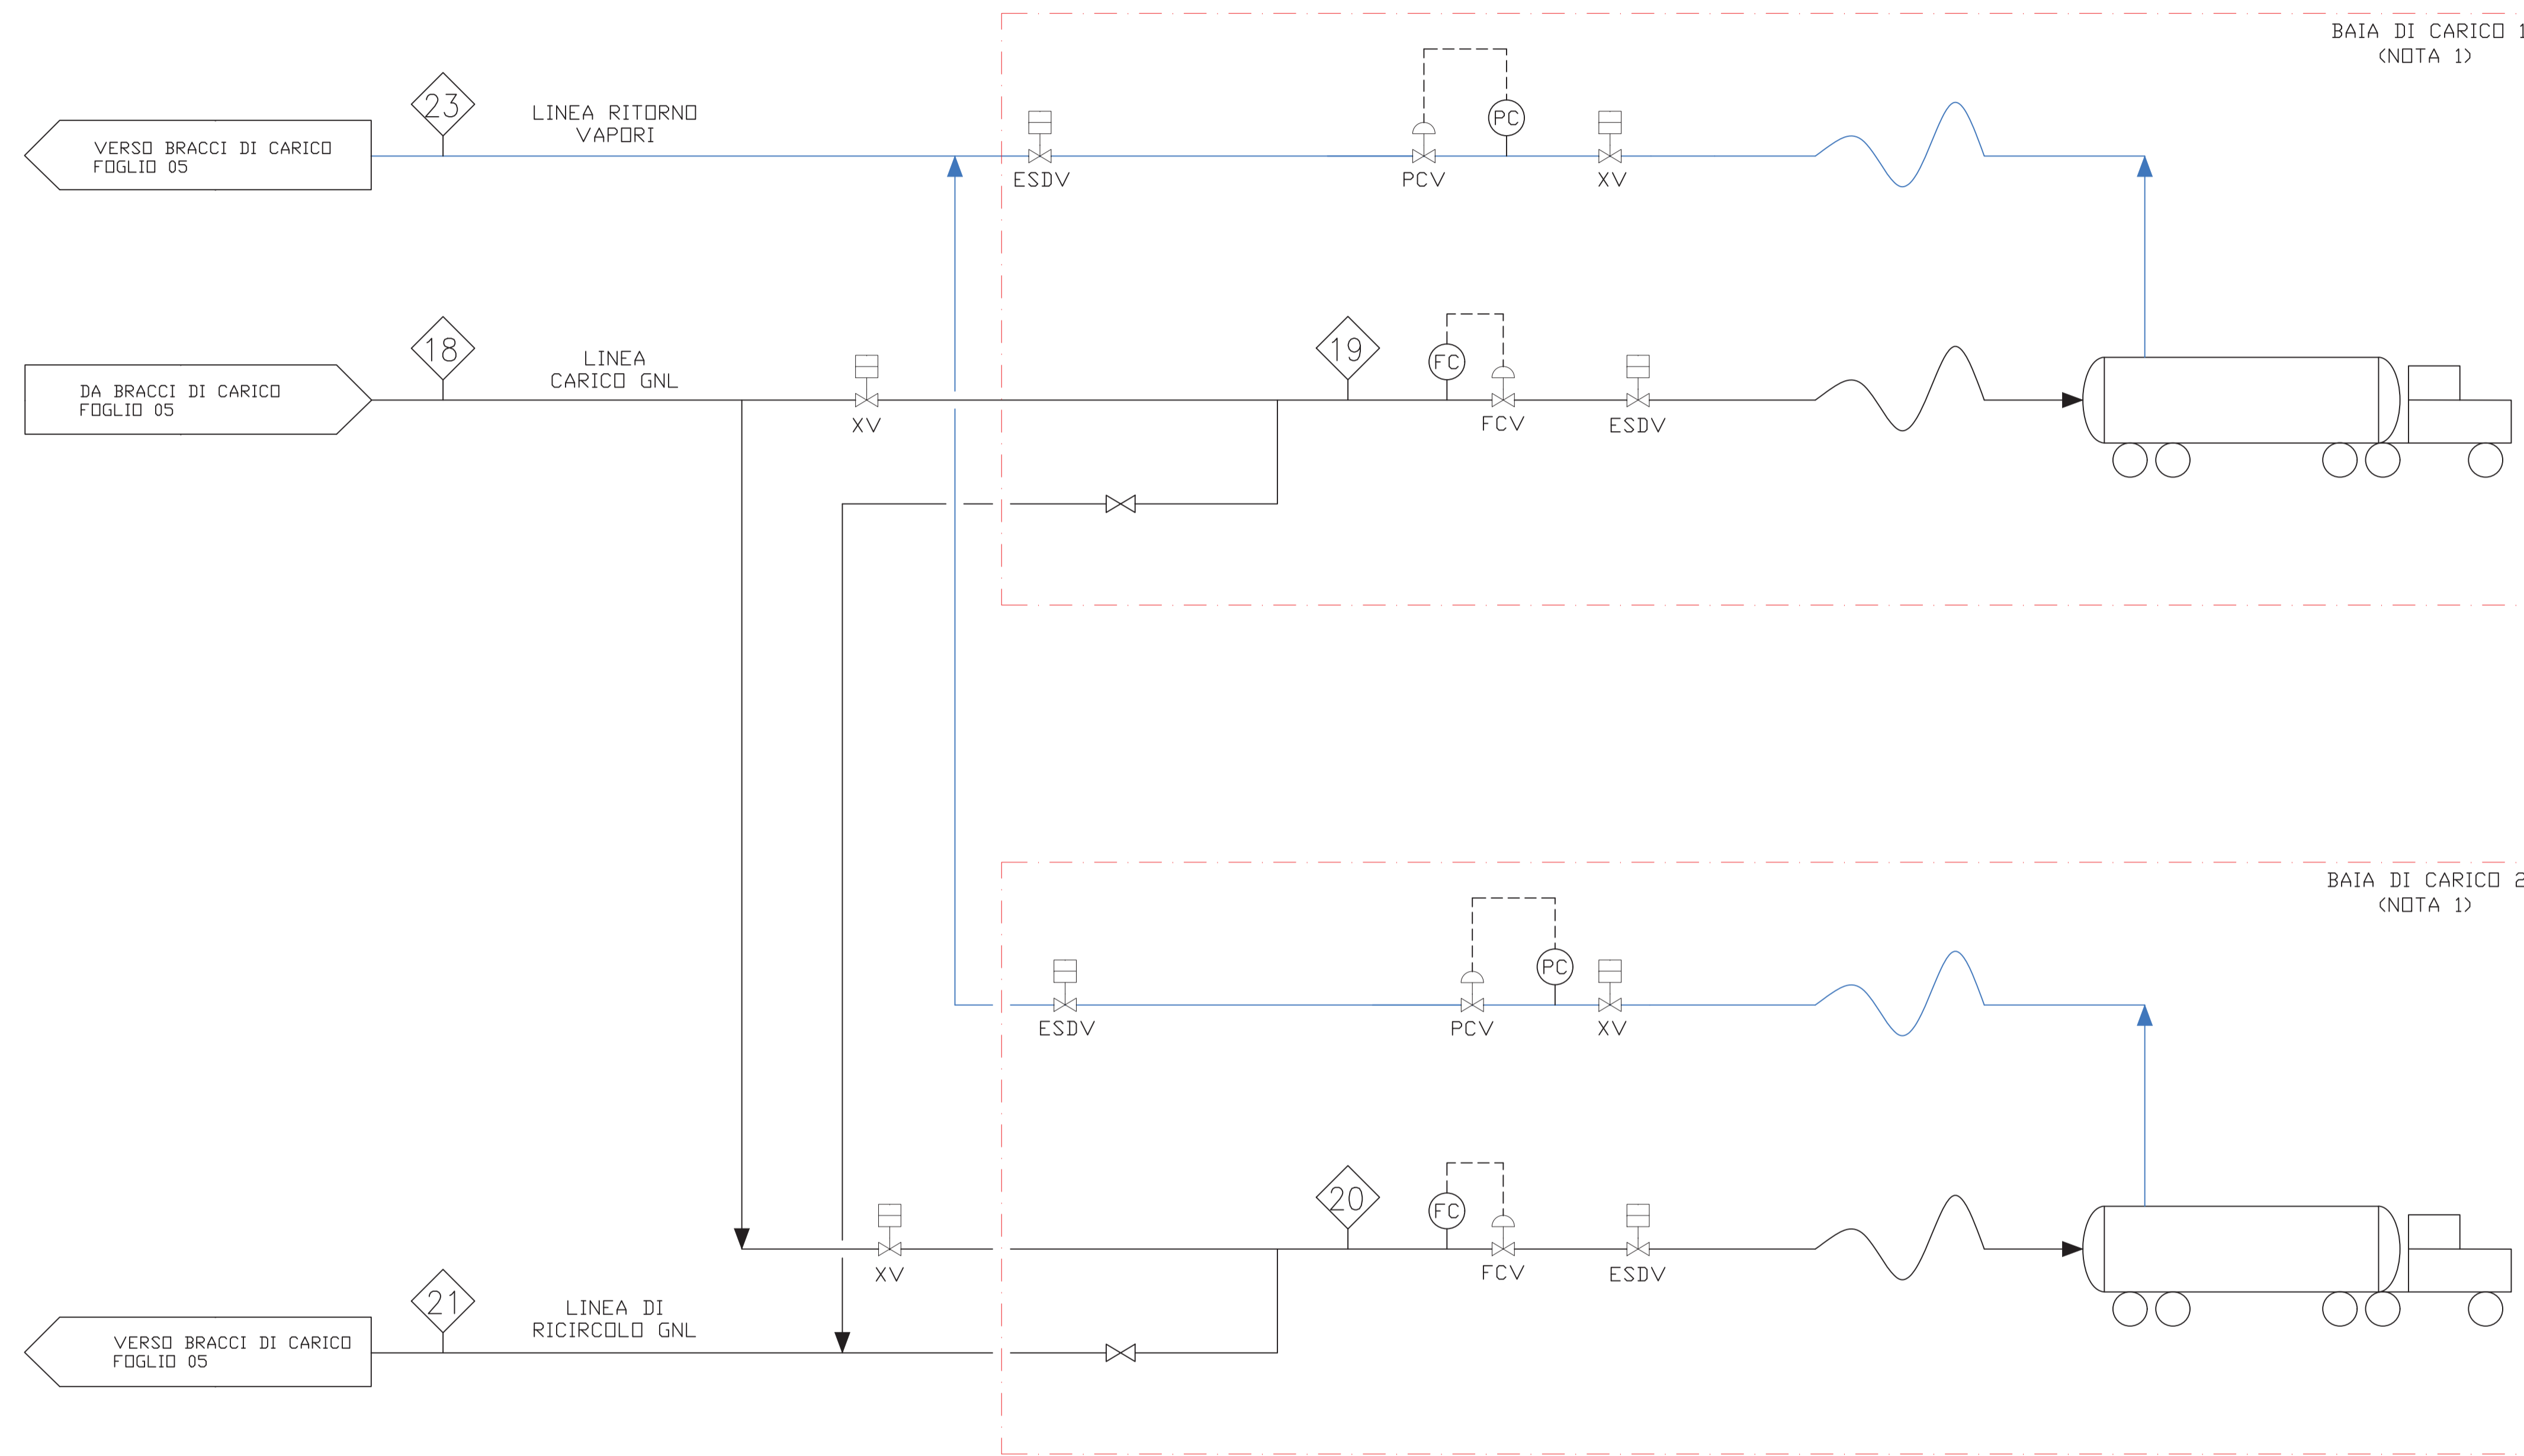 BAIA DI CARICO 1
(NOTA 1)
23
LINEA RITORNO
VAPORI
VERSO BRACCI DI CARICO
FOGLIO 05
PC
ESDV
PCV
XV
18
LINEA
CARICO GNL
DA BRACCI DI CARICO
FOGLIO 05
19
FC
XV
FCV
ESDV
BAIA DI CARICO 2
(NOTA 1)
PC
ESDV
PCV
XV
20
FC
XV
FCV
ESDV
21
LINEA DI
RICIRCOLO GNL
VERSO BRACCI DI CARICO
FOGLIO 05